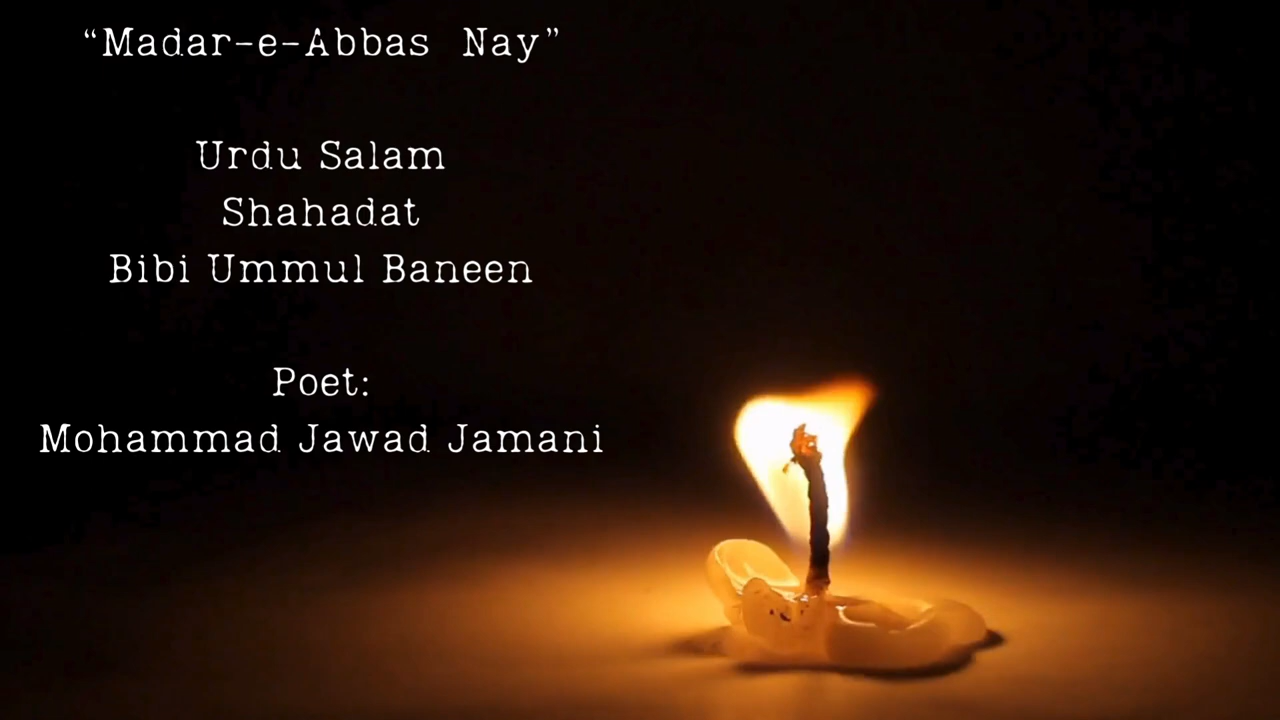 “Madar-e-Abbas Nay”
Urdu Salam
Shahadat
Bibi Ummul Baneen
Poet:
Mohammad Jawad Jamani